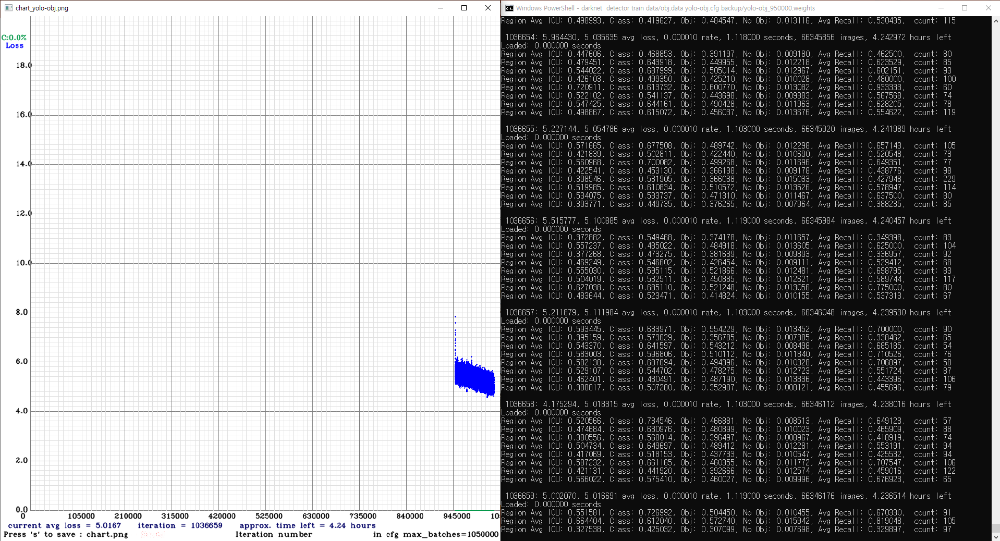 chart_yolo-obj.png
C:0.0%
Loss
18.0
16.0
14.0
12.0
10.0
8.0
6.0
4.0
2.0
0.0
0 105000 210000 315000 420000 525000 630000 735000 840000 945000 10
current avg loss = 5.0167 iteration = 1036659 approx. time left = 4.24 hours
Press 's' to save : chart.png Iteration number in cfg max_batches=1050000
Windows PowerShell - darknet detector train data/obj.data yolo-obj.cfg backup/yolo-obj_950000.weights
Region Avg IOU: 0.498993, Class: 0.419627, Obj: 0.484547, No Obj: 0.013116, Avg Recall: 0.530435, count: 115
1036654: 5.964430, 5.035635 avg loss, 0.000010 rate, 1.118000 seconds, 66345856 images, 4.242972 hours left
Loaded: 0.000000 seconds
Region Avg IOU: 0.447606, Class: 0.468853, Obj: 0.391197, No Obj: 0.009180, Avg Recall: 0.462500, count: 80
Region Avg IOU: 0.479451, Class: 0.643918, Obj: 0.449955, No Obj: 0.012218, Avg Recall: 0.623529, count: 85
Region Avg IOU: 0.544022, Class: 0.687999, Obj: 0.505014, No Obj: 0.012967, Avg Recall: 0.602151, count: 93
Region Avg IOU: 0.426103, Class: 0.499350, Obj: 0.425210, No Obj: 0.010028, Avg Recall: 0.480000, count: 100
Region Avg IOU: 0.720911, Class: 0.613732, Obj: 0.600770, No Obj: 0.013082, Avg Recall: 0.933333, count: 60
Region Avg IOU: 0.522102, Class: 0.541137, Obj: 0.443698, No Obj: 0.009383, Avg Recall: 0.567568, count: 74
Region Avg IOU: 0.547425, Class: 0.644161, Obj: 0.490428, No Obj: 0.011963, Avg Recall: 0.628205, count: 78
Region Avg IOU: 0.498867, Class: 0.615072, Obj: 0.456037, No Obj: 0.013676, Avg Recall: 0.554622, count: 119
1036655: 5.227144, 5.054786 avg loss, 0.000010 rate, 1.103000 seconds, 66345920 images, 4.241989 hours left
Loaded: 0.000000 seconds
Region Avg IOU: 0.571665, Class: 0.677508, Obj: 0.489742, No Obj: 0.012298, Avg Recall: 0.657143, count: 105
Region Avg IOU: 0.421839, Class: 0.502811, Obj: 0.422440, No Obj: 0.010690, Avg Recall: 0.520548, count: 73
Region Avg IOU: 0.560968, Class: 0.700082, Obj: 0.499268, No Obj: 0.011696, Avg Recall: 0.649351, count: 77
Region Avg IOU: 0.422541, Class: 0.453130, Obj: 0.366138, No Obj: 0.009178, Avg Recall: 0.438776, count: 98
Region Avg IOU: 0.398546, Class: 0.531905, Obj: 0.366038, No Obj: 0.015033, Avg Recall: 0.427948, count: 229
Region Avg IOU: 0.519985, Class: 0.610834, Obj: 0.510572, No Obj: 0.013526, Avg Recall: 0.578947, count: 114
Region Avg IOU: 0.534075, Class: 0.533737, Obj: 0.471310, No Obj: 0.011467, Avg Recall: 0.637500, count: 80
Region Avg IOU: 0.393771, Class: 0.449735, Obj: 0.376265, No Obj: 0.007964, Avg Recall: 0.388235, count: 85
1036656: 5.515777, 5.100885 avg loss, 0.000010 rate, 1.119000 seconds, 66345984 images, 4.240457 hours left
Loaded: 0.000000 seconds
Region Avg IOU: 0.372882, Class: 0.549468, Obj: 0.374178, No Obj: 0.011657, Avg Recall: 0.349398, count: 83
Region Avg IOU: 0.557237, Class: 0.485022, Obj: 0.484918, No Obj: 0.013605, Avg Recall: 0.625000, count: 104
Region Avg IOU: 0.377268, Class: 0.473275, Obj: 0.381639, No Obj: 0.009893, Avg Recall: 0.336957, count: 92
Region Avg IOU: 0.469249, Class: 0.546602, Obj: 0.426454, No Obj: 0.009111, Avg Recall: 0.529412, count: 68
Region Avg IOU: 0.555030, Class: 0.595115, Obj: 0.521866, No Obj: 0.012481, Avg Recall: 0.698795, count: 83
Region Avg IOU: 0.504019, Class: 0.532511, Obj: 0.450885, No Obj: 0.012621, Avg Recall: 0.589744, count: 117
Region Avg IOU: 0.627038, Class: 0.685110, Obj: 0.521248, No Obj: 0.013056, Avg Recall: 0.775000, count: 80
Region Avg IOU: 0.483644, Class: 0.523471, Obj: 0.414824, No Obj: 0.010155, Avg Recall: 0.537313, count: 67
1036657: 5.211879, 5.111984 avg loss, 0.000010 rate, 1.103000 seconds, 66346048 images, 4.239530 hours left
Loaded: 0.000000 seconds
Region Avg IOU: 0.593445, Class: 0.633971, Obj: 0.554229, No Obj: 0.013452, Avg Recall: 0.700000, count: 90
Region Avg IOU: 0.395159, Class: 0.573629, Obj: 0.356785, No Obj: 0.007385, Avg Recall: 0.338462, count: 65
Region Avg IOU: 0.543370, Class: 0.641597, Obj: 0.543212, No Obj: 0.008498, Avg Recall: 0.685185, count: 54
Region Avg IOU: 0.583003, Class: 0.596806, Obj: 0.510112, No Obj: 0.011840, Avg Recall: 0.710526, count: 76
Region Avg IOU: 0.582138, Class: 0.687694, Obj: 0.494396, No Obj: 0.010328, Avg Recall: 0.706897, count: 58
Region Avg IOU: 0.529107, Class: 0.544702, Obj: 0.478275, No Obj: 0.012723, Avg Recall: 0.551724, count: 87
Region Avg IOU: 0.462401, Class: 0.480491, Obj: 0.487190, No Obj: 0.013836, Avg Recall: 0.443396, count: 106
Region Avg IOU: 0.388817, Class: 0.507280, Obj: 0.352987, No Obj: 0.008121, Avg Recall: 0.455696, count: 79
1036658: 4.175294, 5.018315 avg loss, 0.000010 rate, 1.103000 seconds, 66346112 images, 4.238016 hours left
Loaded: 0.000000 seconds
Region Avg IOU: 0.520566, Class: 0.734546, Obj: 0.466881, No Obj: 0.008513, Avg Recall: 0.649123, count: 57
Region Avg IOU: 0.474684, Class: 0.630976, Obj: 0.480899, No Obj: 0.010023, Avg Recall: 0.465909, count: 88
Region Avg IOU: 0.380556, Class: 0.568014, Obj: 0.396497, No Obj: 0.008367, Avg Recall: 0.418919, count: 74
Region Avg IOU: 0.504734, Class: 0.649697, Obj: 0.489412, No Obj: 0.012281, Avg Recall: 0.553191, count: 94
Region Avg IOU: 0.417069, Class: 0.518153, Obj: 0.437733, No Obj: 0.010547, Avg Recall: 0.425532, count: 94
Region Avg IOU: 0.587232, Class: 0.661165, Obj: 0.460355, No Obj: 0.011772, Avg Recall: 0.707547, count: 106
Region Avg IOU: 0.421131, Class: 0.441920, Obj: 0.392666, No Obj: 0.012574, Avg Recall: 0.459016, count: 122
Region Avg IOU: 0.566022, Class: 0.575410, Obj: 0.460027, No Obj: 0.009996, Avg Recall: 0.676923, count: 65
1036659: 5.002070, 5.016691 avg loss, 0.000010 rate, 1.119000 seconds, 66346176 images, 4.236514 hours left
Loaded: 0.000000 seconds
Region Avg IOU: 0.551581, Class: 0.726992, Obj: 0.504450, No Obj: 0.010455, Avg Recall: 0.670330, count: 91
Region Avg IOU: 0.664404, Class: 0.612040, Obj: 0.572740, No Obj: 0.015942, Avg Recall: 0.819048, count: 105
Region Avg IOU: 0.327538, Class: 0.425032, Obj: 0.307099, No Obj: 0.007698, Avg Recall: 0.329897, count: 97